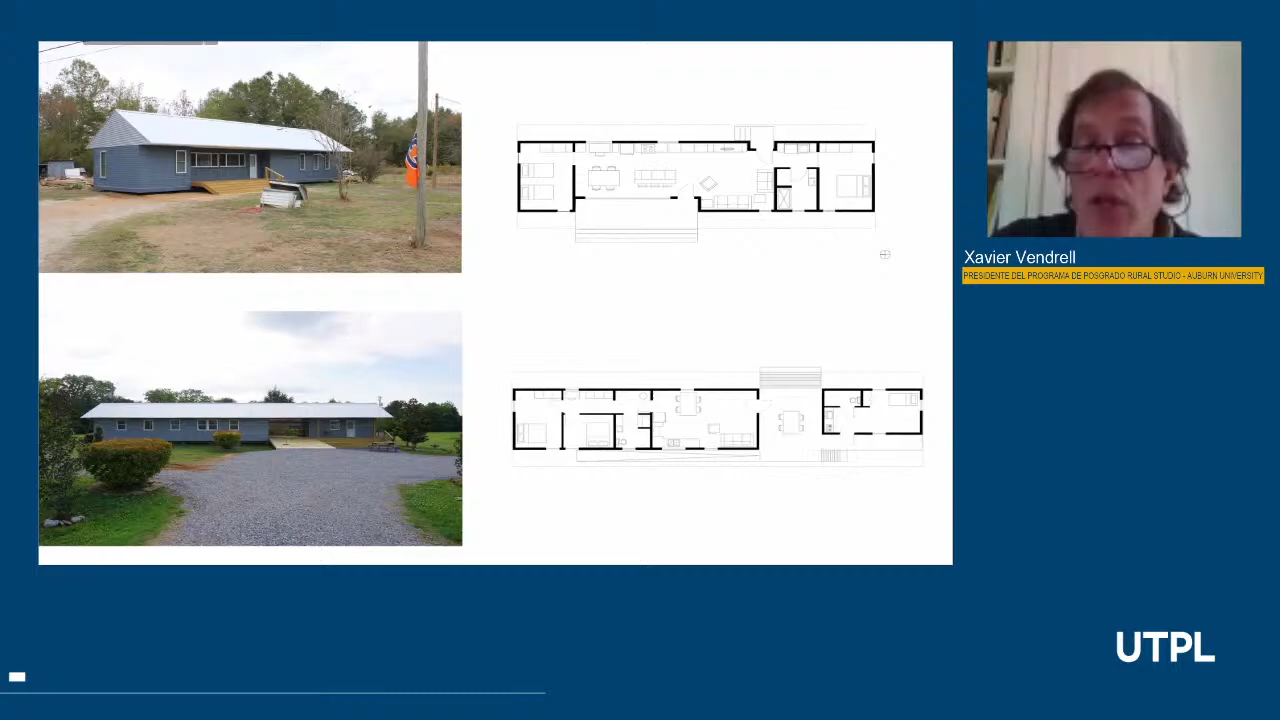 Xavier Vendrell
PRESIDENTE DEL PROGRAMA DE POSGRADO RURAL STUDIO - AUBURN UNIVERSITY
UTPL